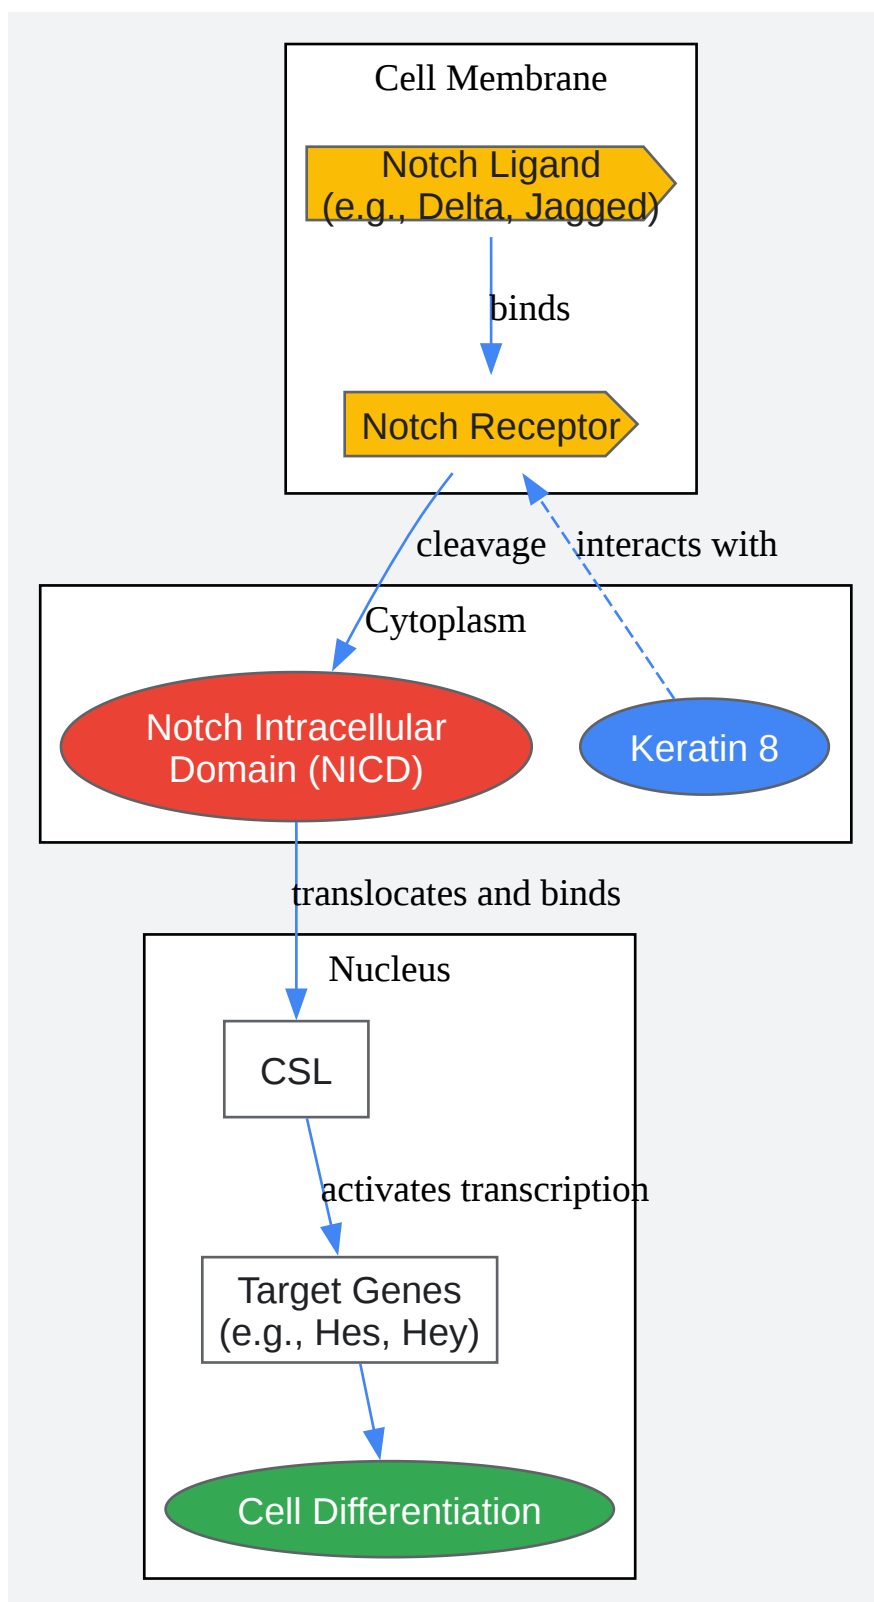 Cell Membrane
Notch Ligand
(e.g., Delta, Jagged)
binds
Notch Receptor
cleavage
interacts with
Cytoplasm
Notch Intracellular
Domain (NICD)
Keratin 8
translocates and binds
Nucleus
CSL
activates transcription
Target Genes
(e.g., Hes, Hey)
Cell Differentiation